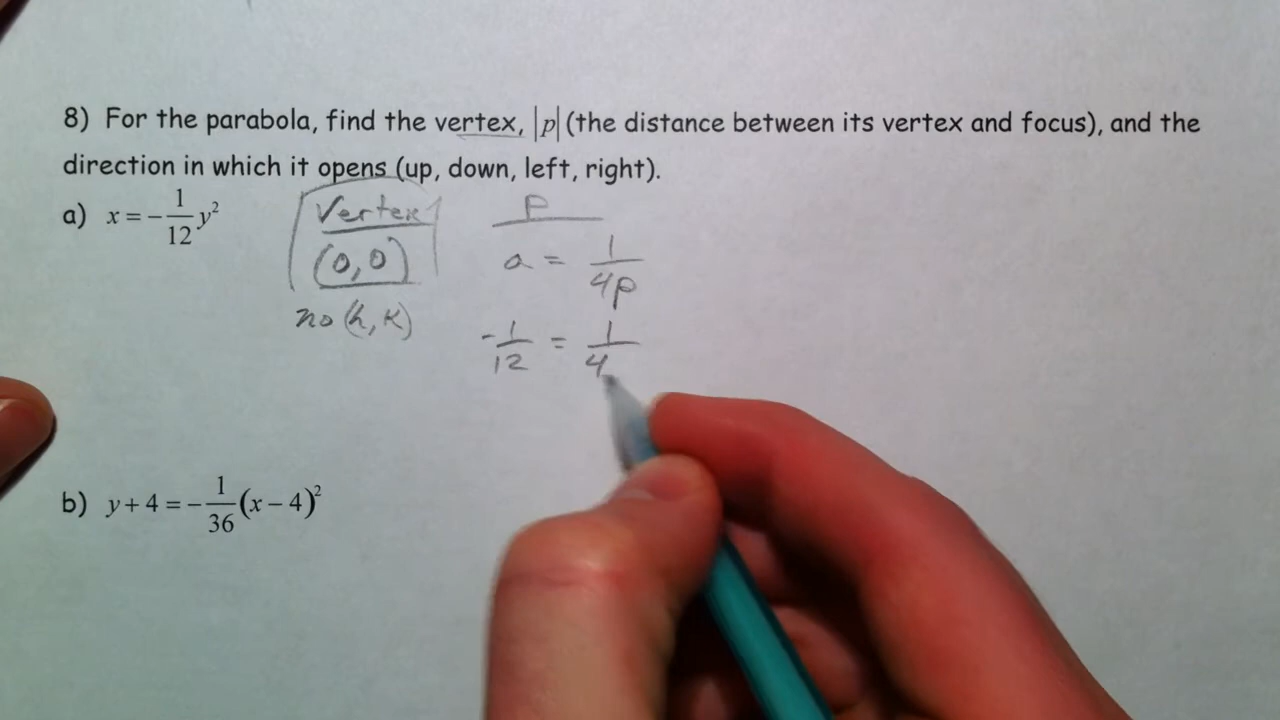 8) For the parabola, find the vertex, |p| (the distance between its vertex and focus), and the
direction in which it opens (up, down, left, right).
a) x = -1/12 y²
Vertex
(0,0)
no (h, k)
P
a = 1/4p
-1/12 = 1/4
b) y + 4 = -1/36 (x - 4)²